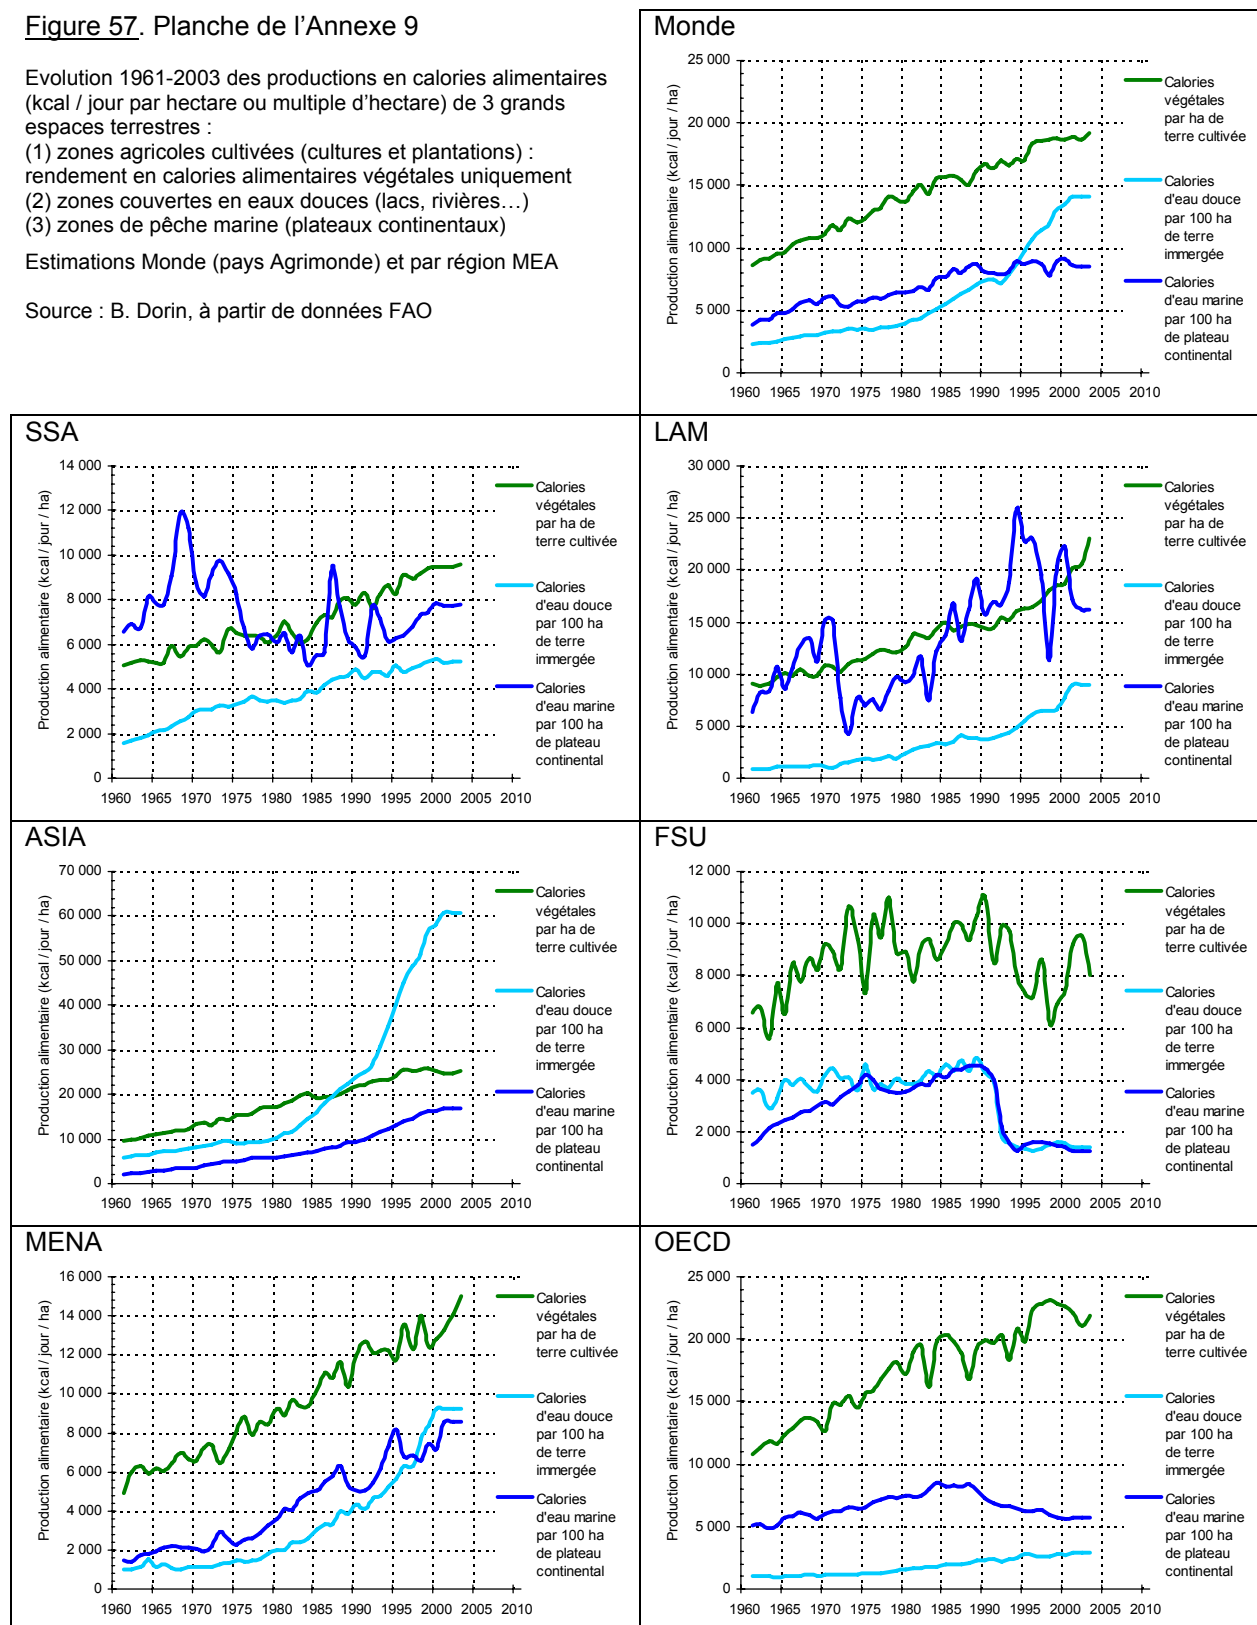 Figure 57. Planche de l'Annexe 9
Evolution 1961-2003 des productions en calories alimentaires
(kcal / jour par hectare ou multiple d'hectare) de 3 grands
espaces terrestres :
(1) zones agricoles cultivées (cultures et plantations) :
rendement en calories alimentaires végétales uniquement
(2) zones couvertes en eaux douces (lacs, rivières…)
(3) zones de pêche marine (plateaux continentaux)
Estimations Monde (pays Agrimonde) et par région MEA
Source : B. Dorin, à partir de données FAO
Monde
Production alimentaire (kcal / jour / ha)
25 000
20 000
15 000
10 000
5 000
0
1960 1965 1970 1975 1980 1985 1990 1995 2000 2005 2010
Calories
végétales
par ha de
terre cultivée
Calories
d'eau douce
par 100 ha
de terre
immergée
Calories
d'eau marine
par 100 ha
de plateau
continental
SSA
Production alimentaire (kcal / jour / ha)
14 000
12 000
10 000
8 000
6 000
4 000
2 000
0
1960 1965 1970 1975 1980 1985 1990 1995 2000 2005 2010
Calories
végétales
par ha de
terre cultivée
Calories
d'eau douce
par 100 ha
de terre
immergée
Calories
d'eau marine
par 100 ha
de plateau
continental
LAM
Production alimentaire (kcal / jour / ha)
30 000
25 000
20 000
15 000
10 000
5 000
0
1960 1965 1970 1975 1980 1985 1990 1995 2000 2005 2010
Calories
végétales
par ha de
terre cultivée
Calories
d'eau douce
par 100 ha
de terre
immergée
Calories
d'eau marine
par 100 ha
de plateau
continental
ASIA
Production alimentaire (kcal / jour / ha)
70 000
60 000
50 000
40 000
30 000
20 000
10 000
0
1960 1965 1970 1975 1980 1985 1990 1995 2000 2005 2010
Calories
végétales
par ha de
terre cultivée
Calories
d'eau douce
par 100 ha
de terre
immergée
Calories
d'eau marine
par 100 ha
de plateau
continental
FSU
Production alimentaire (kcal / jour / ha)
12 000
10 000
8 000
6 000
4 000
2 000
0
1960 1965 1970 1975 1980 1985 1990 1995 2000 2005 2010
Calories
végétales
par ha de
terre cultivée
Calories
d'eau douce
par 100 ha
de terre
immergée
Calories
d'eau marine
par 100 ha
de plateau
continental
MENA
Production alimentaire (kcal / jour / ha)
16 000
14 000
12 000
10 000
8 000
6 000
4 000
2 000
0
1960 1965 1970 1975 1980 1985 1990 1995 2000 2005 2010
Calories
végétales
par ha de
terre cultivée
Calories
d'eau douce
par 100 ha
de terre
immergée
Calories
d'eau marine
par 100 ha
de plateau
continental
OECD
Production alimentaire (kcal / jour / ha)
25 000
20 000
15 000
10 000
5 000
0
1960 1965 1970 1975 1980 1985 1990 1995 2000 2005 2010
Calories
végétales
par ha de
terre cultivée
Calories
d'eau douce
par 100 ha
de terre
immergée
Calories
d'eau marine
par 100 ha
de plateau
continental